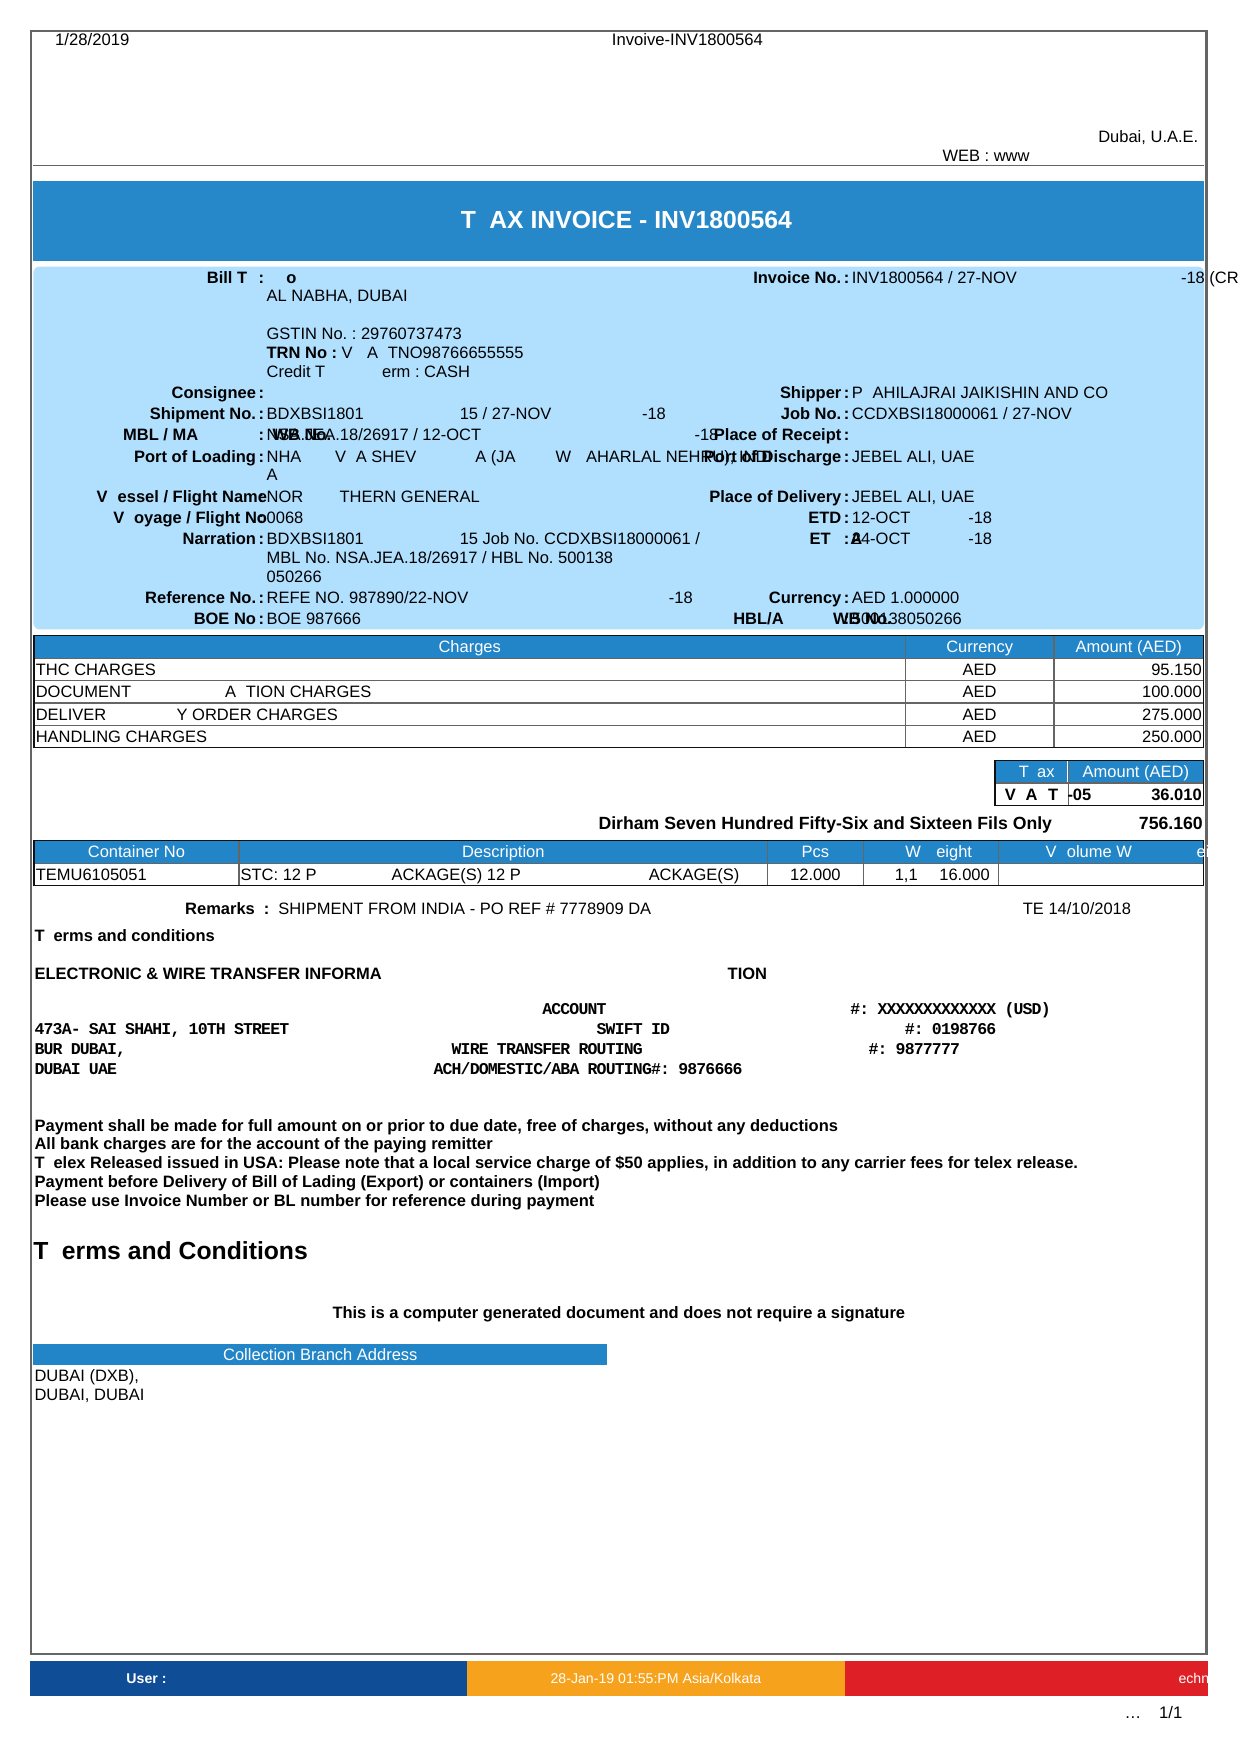 1/28/2019 Invoive-INV1800564
Dubai, U.A.E.
WEB : www
T AX INVOICE - INV1800564
Bill T : o Invoice No. : INV1800564 / 27-NOV -18 (CR
AL NABHA, DUBAI
GSTIN No. : 29760737473
TRN No : V A TNO98766655555
Credit T erm : CASH
Consignee : Shipper : P AHILAJRAI JAIKISHIN AND CO
Shipment No. : BDXBSI1801 15 / 27-NOV -18 Job No. : CCDXBSI18000061 / 27-NOV
MBL / MA WB No. : NSA.JEA.18/26917 / 12-OCT -18 Place of Receipt :
Port of Loading : NHA V A SHEV A (JA W AHARLAL NEHRU), INDI Port of Discharge : JEBEL ALI, UAE
A
V essel / Flight Name : NOR THERN GENERAL Place of Delivery : JEBEL ALI, UAE
V oyage / Flight No : 0068 ETD : 12-OCT -18
Narration : BDXBSI1801 15 Job No. CCDXBSI18000061 / ET A : 24-OCT -18
MBL No. NSA.JEA.18/26917 / HBL No. 500138
050266
Reference No. : REFE NO. 987890/22-NOV -18 Currency : AED 1.000000
BOE No : BOE 987666 HBL/A WB No. : 500138050266
Charges Currency Amount (AED)
THC CHARGES AED 95.150
DOCUMENT A TION CHARGES AED 100.000
DELIVER Y ORDER CHARGES AED 275.000
HANDLING CHARGES AED 250.000
T ax Amount (AED)
V A T -05 36.010
Dirham Seven Hundred Fifty-Six and Sixteen Fils Only 756.160
Container No Description Pcs W eight V olume W ei
TEMU6105051 STC: 12 P ACKAGE(S) 12 P ACKAGE(S) 12.000 1,1 16.000
Remarks : SHIPMENT FROM INDIA - PO REF # 7778909 DA TE 14/10/2018
T erms and conditions
ELECTRONIC & WIRE TRANSFER INFORMA TION
ACCOUNT #: XXXXXXXXXXXXX (USD)
473A- SAI SHAHI, 10TH STREET SWIFT ID #: 0198766
BUR DUBAI, WIRE TRANSFER ROUTING #: 9877777
DUBAI UAE ACH/DOMESTIC/ABA ROUTING#: 9876666
Payment shall be made for full amount on or prior to due date, free of charges, without any deductions
All bank charges are for the account of the paying remitter
T elex Released issued in USA: Please note that a local service charge of $50 applies, in addition to any carrier fees for telex release.
Payment before Delivery of Bill of Lading (Export) or containers (Import)
Please use Invoice Number or BL number for reference during payment
T erms and Conditions
This is a computer generated document and does not require a signature
Collection Branch Address
DUBAI (DXB),
DUBAI, DUBAI
User : 28-Jan-19 01:55:PM Asia/Kolkata echn
… 1/1